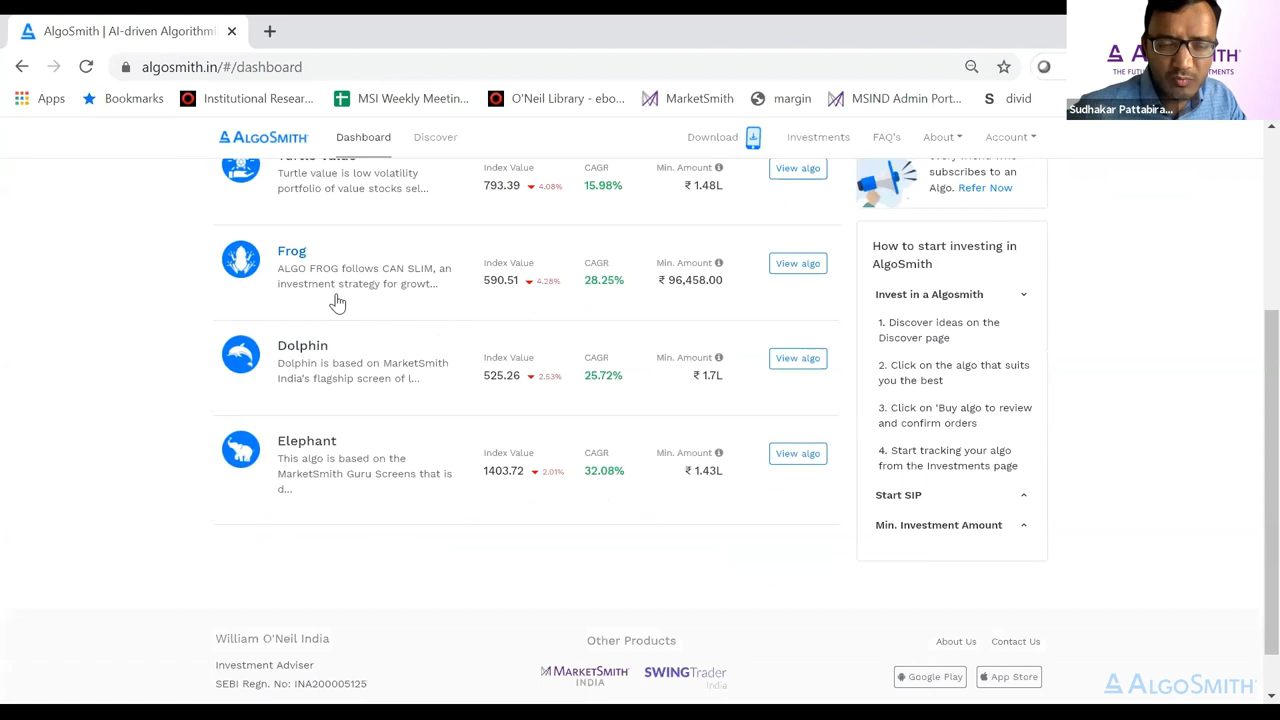 AlgoSmith | AI-driven Algorithmi
algosmith.in/#/dashboard
Apps
Bookmarks
Institutional Resear...
MSI Weekly Meetin...
O'Neil Library - ebo...
MarketSmith
margin
MSIND Admin Port...
divid
THE FUTU
TMENTS
Sudhakar Pattabira...
ALGOSMITH
Dashboard
Discover
Download
Investments
FAQ's
About
Account
Turtle Value
Turtle value is low volatility
portfolio of value stocks sel...
Index Value
793.39 4.08%
CAGR
15.98%
Min. Amount
₹ 1.48L
View algo
Frog
ALGO FROG follows CAN SLIM, an
investment strategy for growt...
Index Value
590.51 4.28%
CAGR
28.25%
Min. Amount
₹ 96,458.00
View algo
Dolphin
Dolphin is based on MarketSmith
India's flagship screen of l...
Index Value
525.26 2.53%
CAGR
25.72%
Min. Amount
₹ 1.7L
View algo
Elephant
This algo is based on the
MarketSmith Guru Screens that is
d...
Index Value
1403.72 2.01%
CAGR
32.08%
Min. Amount
₹ 1.43L
View algo
every friend who
subscribes to an
Algo. Refer Now
How to start investing in
AlgoSmith
Invest in a Algosmith
1. Discover ideas on the
Discover page
2. Click on the algo that suits
you the best
3. Click on 'Buy algo to review
and confirm orders
4. Start tracking your algo
from the Investments page
Start SIP
Min. Investment Amount
William O'Neil India
Investment Adviser
SEBI Regn. No: INA200005125
Other Products
MARKETSMITH
INDIA
SWINGTrader
India
About Us
Contact Us
Google Play
App Store
ALGOSMITH